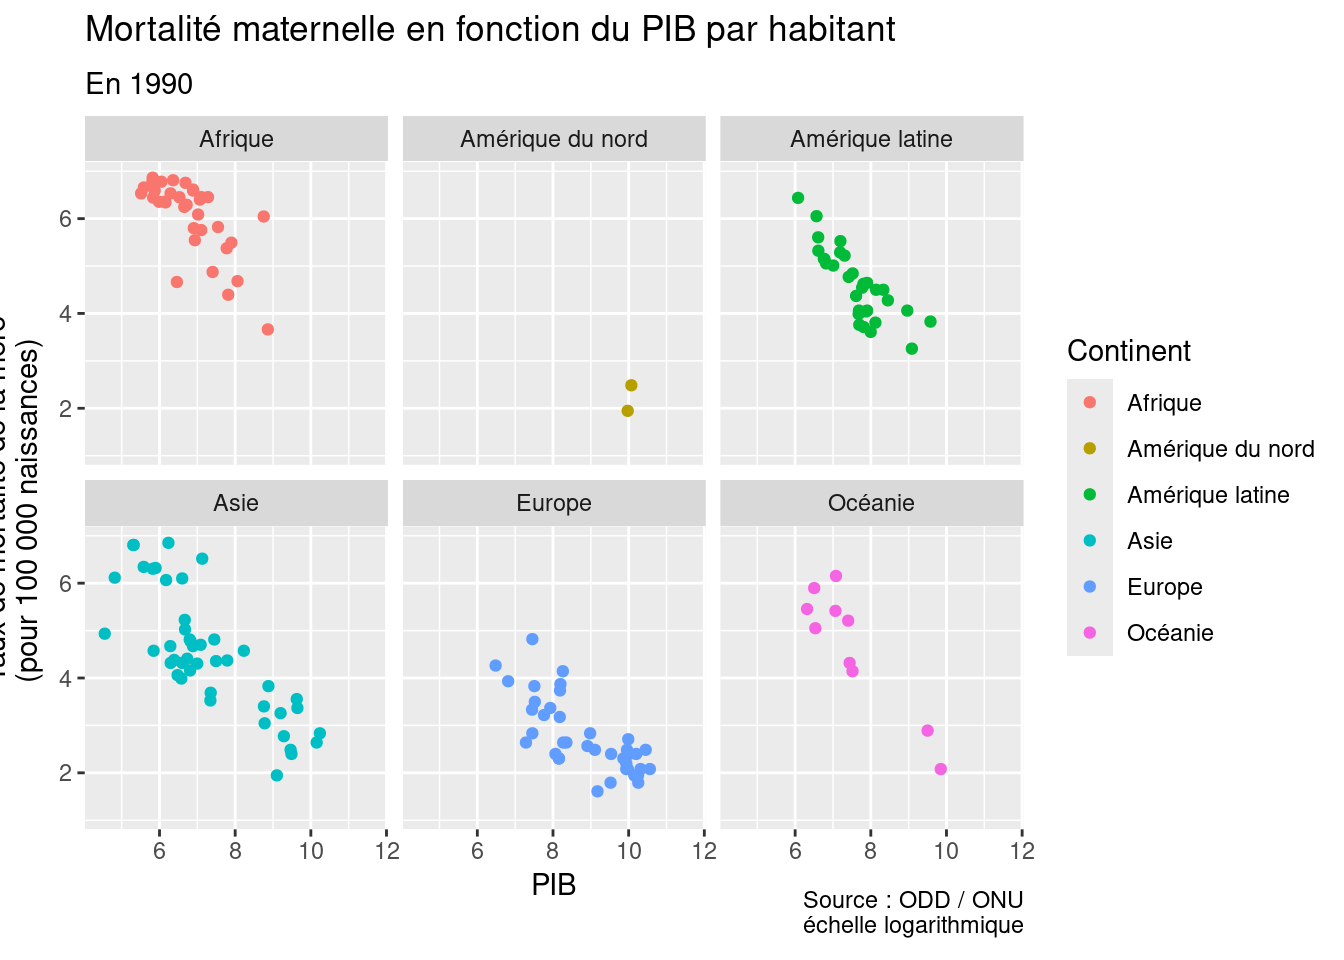 Mortalité maternelle en fonction du PIB par habitant
En 1990
Afrique
Amérique du nord
Amérique latine
6
4
2
Asie
Europe
Océanie
6
4
2
6 8 10 12
6 8 10 12
6 8 10 12
(pour 100 000 naissances)
PIB
Source : ODD / ONU
échelle logarithmique
Continent
Afrique
Amérique du nord
Amérique latine
Asie
Europe
Océanie